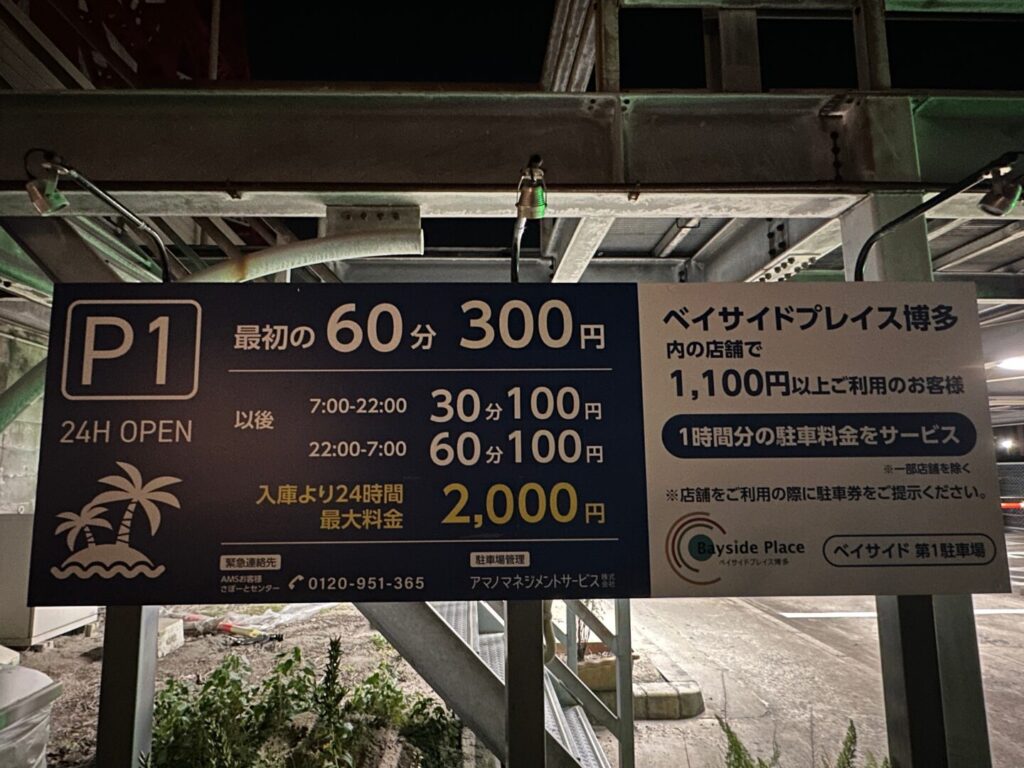 P1
24H OPEN
最初の 60分 300円
以後
7:00-22:00 30分100円
22:00-7:00 60分100円
入庫より24時間
最大料金
2,000円
緊急連絡先
AMSお客様
さぽーとセンター
0120-951-365
駐車場管理
アマノマネジメントサービス株式会社
ベイサイドプレイス博多
内の店舗で
1,100円以上ご利用のお客様
1時間分の駐車料金をサービス
※一部店舗を除く
※店舗をご利用の際に駐車券をご提示ください。
Bayside Place
ベイサイドプレイス博多
ベイサイド 第1駐車場